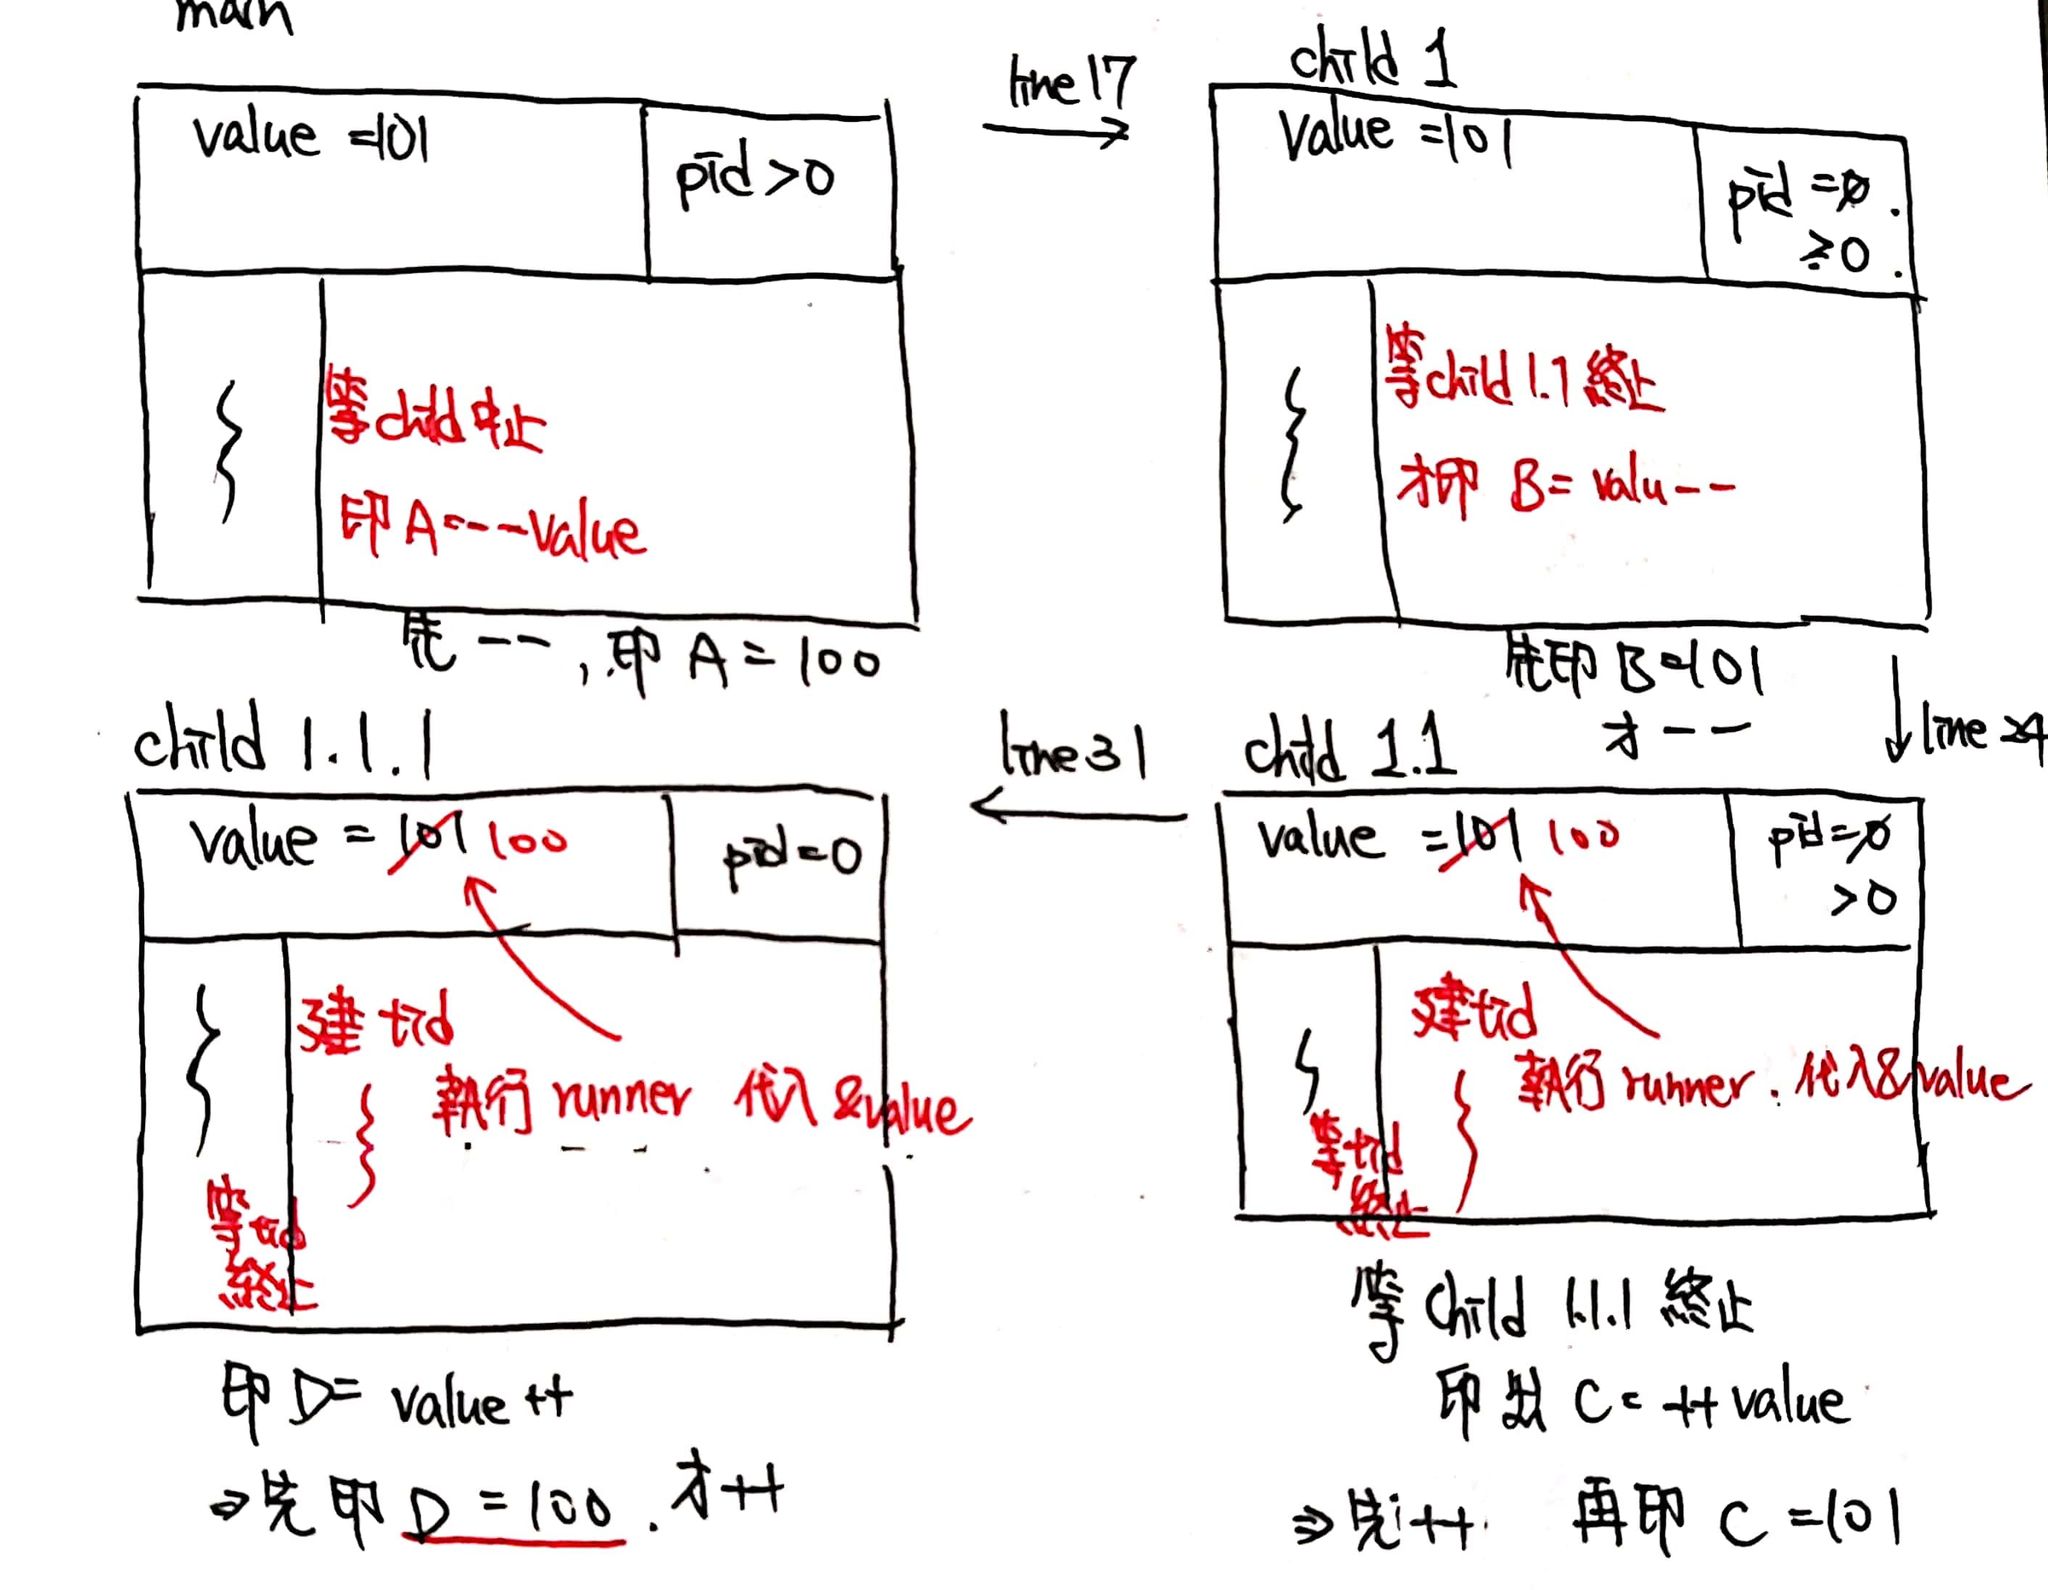 main
value =101
pid >0
等child中止
印 A=--value
先 -- , 印 A = 100
line 17
child 1
value =101
pid =0.
≥0.
等child 1.1 終止
才印 B= valu--
先印 B=101
才 --
line 24
child 1.1
value =101 100
pid=0
>0
建tid
執行 runner. 代入&value
等tid
終止
等 child 1.1.1 終止
印 C= ++value
⇒先++ 再印 C =101
line 31
child 1.1.1
value = 101 100
pid=0
建 tid
執行 runner 代入 &value
等tid
終止
印 D= value++
⇒先印 D = 100. 才++